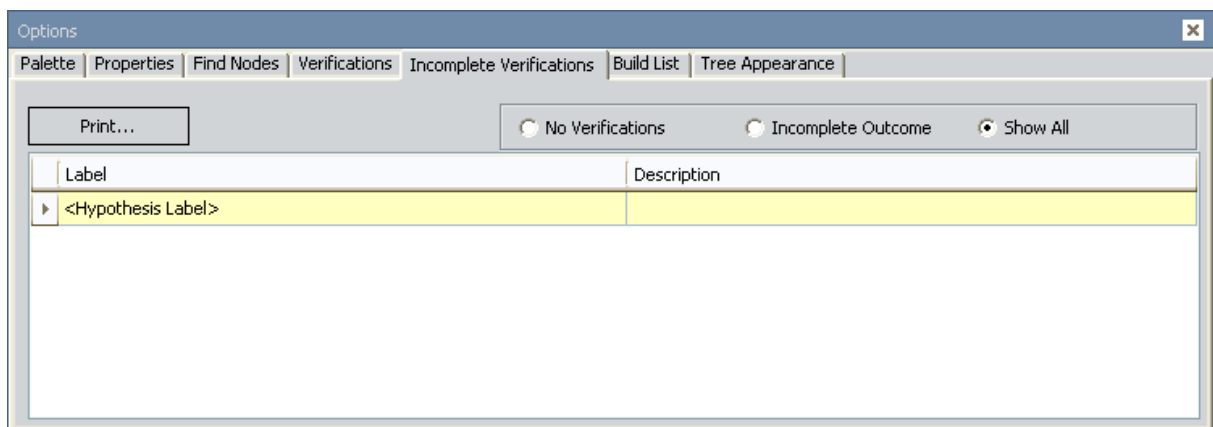 Options
Palette Properties Find Nodes Verifications Incomplete Verifications Build List Tree Appearance
Print... No Verifications Incomplete Outcome Show All
Label Description
<Hypothesis Label>